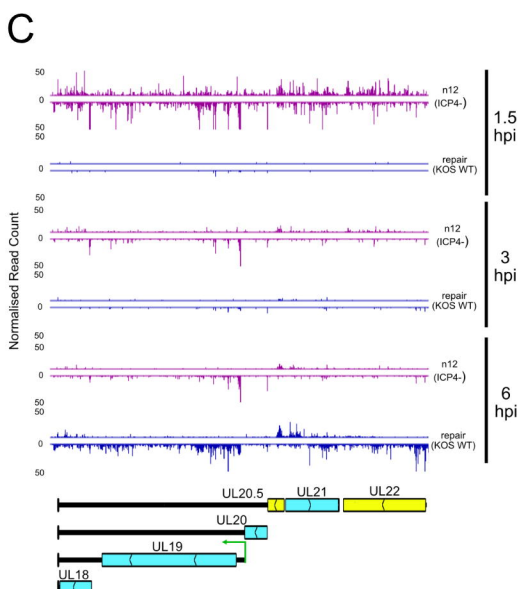 C
50
0
50
n12
(ICP4-)
50
0
50
repair
(KOS WT)
1.5
hpi
50
0
50
n12
(ICP4-)
50
0
50
repair
(KOS WT)
3
hpi
50
0
50
n12
(ICP4-)
50
0
50
repair
(KOS WT)
6
hpi
Normalised Read Count
UL20.5
UL21
UL22
UL20
UL19
UL18